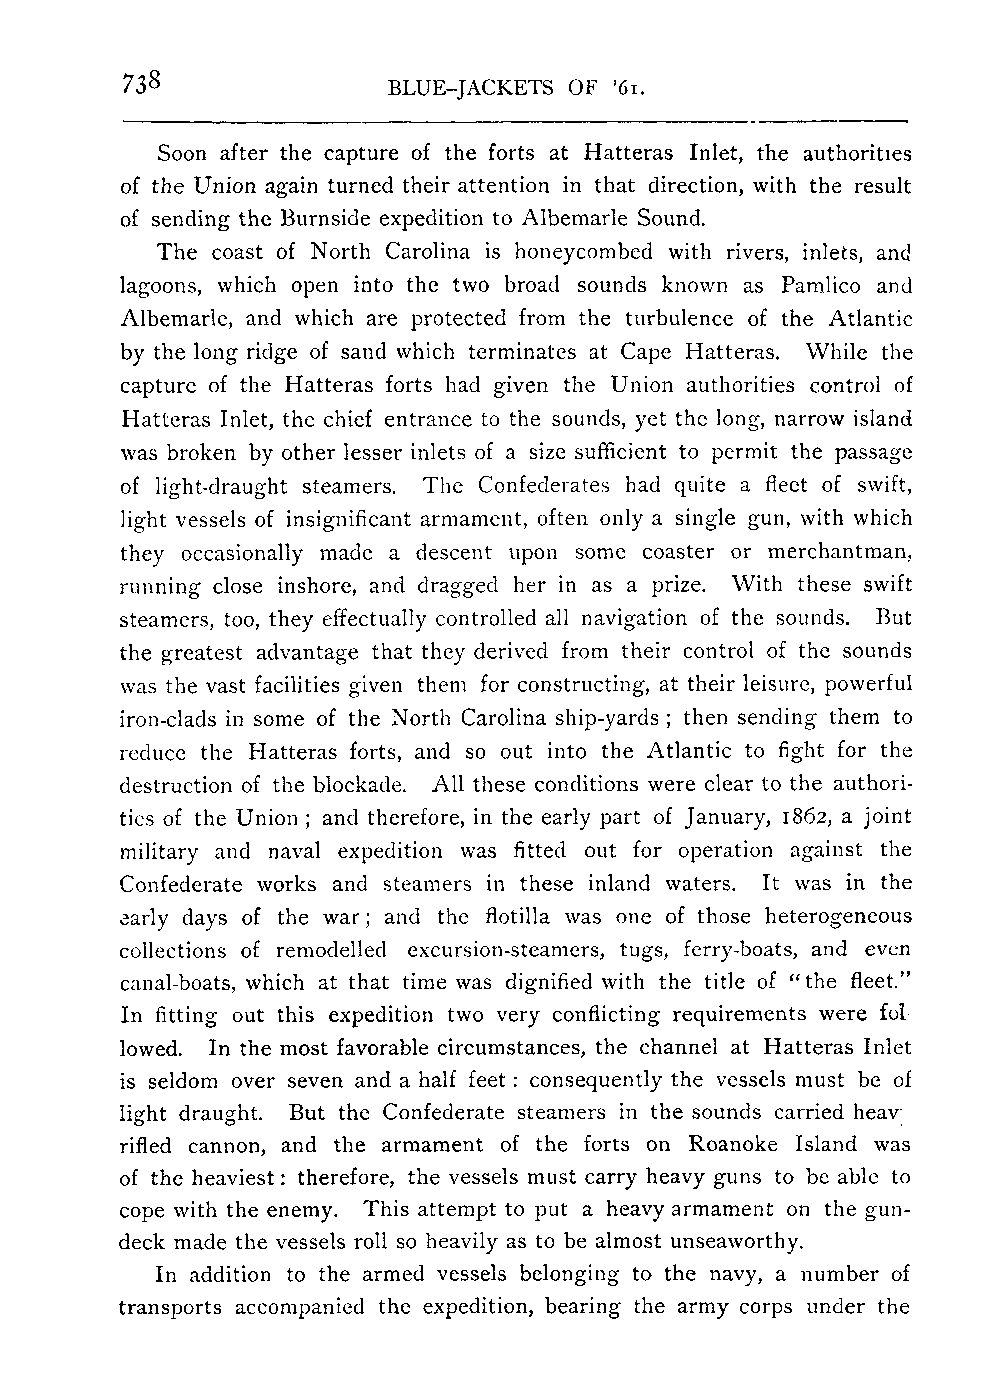 738 BLUE-JACKETS OF '61.
Soon after the capture of the forts at Hatteras Inlet, the authorities
of the Union again turned their attention in that direction, with the result
of sending the Burnside expedition to Albemarle Sound.
The coast of North Carolina is honeycombed with rivers, inlets, and
lagoons, which open into the two broad sounds known as Pamlico and
Albemarle, and which are protected from the turbulence of the Atlantic
by the long ridge of sand which terminates at Cape Hatteras. While the
capture of the Hatteras forts had given the Union authorities control of
Hatteras Inlet, the chief entrance to the sounds, yet the long, narrow island
was broken by other lesser inlets of a size sufficient to permit the passage
of light-draught steamers. The Confederates had quite a fleet of swift,
light vessels of insignificant armament, often only a single gun, with which
they occasionally made a descent upon some coaster or merchantman,
running close inshore, and dragged her in as a prize. With these swift
steamers, too, they effectually controlled all navigation of the sounds. But
the greatest advantage that they derived from their control of the sounds
was the vast facilities given them for constructing, at their leisure, powerful
iron-clads in some of the North Carolina ship-yards ; then sending them to
reduce the Hatteras forts, and so out into the Atlantic to fight for the
destruction of the blockade. All these conditions were clear to the authori-
ties of the Union ; and therefore, in the early part of January, 1862, a joint
military and naval expedition was fitted out for operation against the
Confederate works and steamers in these inland waters. It was in the
early days of the war ; and the flotilla was one of those heterogeneous
collections of remodelled excursion-steamers, tugs, ferry-boats, and even
canal-boats, which at that time was dignified with the title of "the fleet."
In fitting out this expedition two very conflicting requirements were fol-
lowed. In the most favorable circumstances, the channel at Hatteras Inlet
is seldom over seven and a half feet : consequently the vessels must be of
light draught. But the Confederate steamers in the sounds carried heavy
rifled cannon, and the armament of the forts on Roanoke Island was
of the heaviest : therefore, the vessels must carry heavy guns to be able to
cope with the enemy. This attempt to put a heavy armament on the gun-
deck made the vessels roll so heavily as to be almost unseaworthy.
In addition to the armed vessels belonging to the navy, a number of
transports accompanied the expedition, bearing the army corps under the